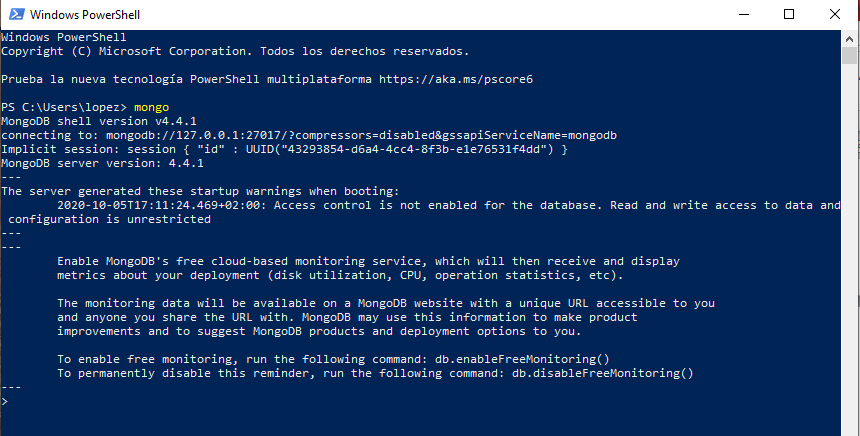 Windows PowerShell
Windows PowerShell
Copyright (C) Microsoft Corporation. Todos los derechos reservados.
Prueba la nueva tecnología PowerShell multiplataforma https://aka.ms/pscore6
PS C:\Users\lopez> mongo
MongoDB shell version v4.4.1
connecting to: mongodb://127.0.0.1:27017/?compressors=disabled&gssapiServiceName=mongodb
Implicit session: session { "id" : UUID("43293854-d6a4-4cc4-8f3b-e1e76531f4dd") }
MongoDB server version: 4.4.1
---
The server generated these startup warnings when booting:
2020-10-05T17:11:24.469+02:00: Access control is not enabled for the database. Read and write access to data and
configuration is unrestricted
---
---
Enable MongoDB's free cloud-based monitoring service, which will then receive and display
metrics about your deployment (disk utilization, CPU, operation statistics, etc).
The monitoring data will be available on a MongoDB website with a unique URL accessible to you
and anyone you share the URL with. MongoDB may use this information to make product
improvements and to suggest MongoDB products and deployment options to you.
To enable free monitoring, run the following command: db.enableFreeMonitoring()
To permanently disable this reminder, run the following command: db.disableFreeMonitoring()
---
>